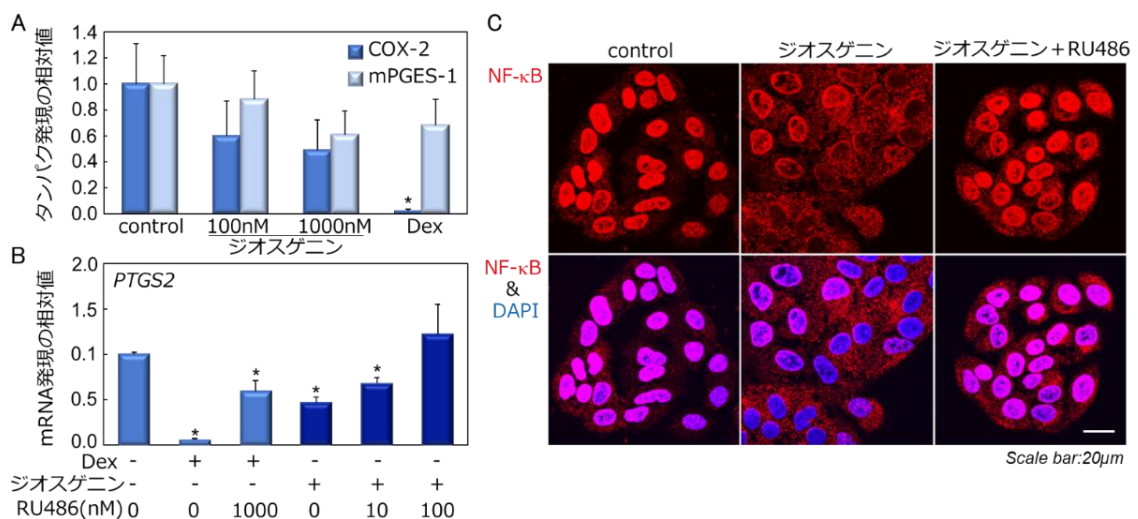 A
タンパク発現の相対値
1.4
1.2
1.0
0.8
0.6
0.4
0.2
0.0
COX-2
mPGES-1
*
control 100nM 1000nM Dex
ジオスゲニン
B
mRNA発現の相対値
2.0
1.5
0.1
0.5
0.0
PTGS2
* * * *
Dex - + + - - -
ジオスゲニン - - - + + +
RU486(nM) 0 0 1000 0 10 100
C
control ジオスゲニン ジオスゲニン+RU486
NF-κB
NF-κB
&
DAPI
Scale bar:20μm